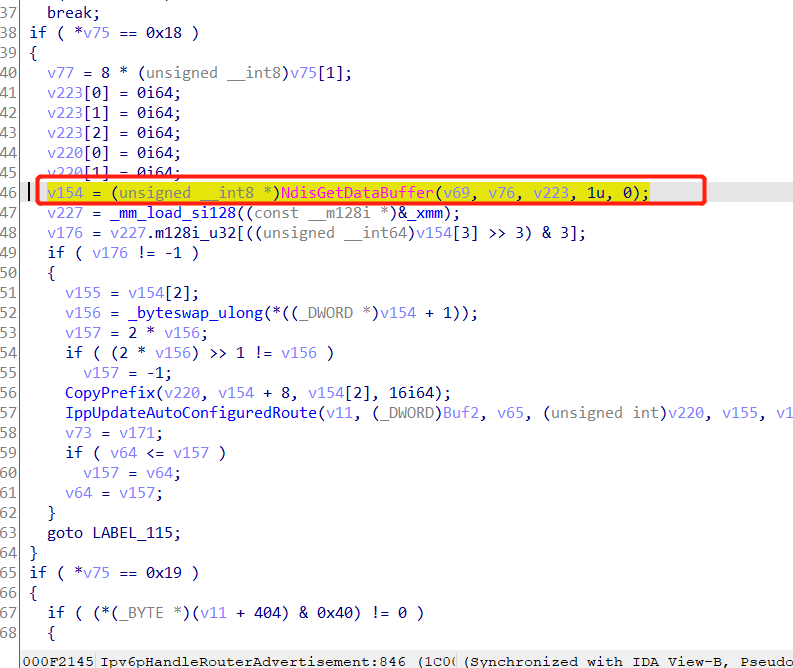 37 break;
38 if ( *v75 == 0x18 )
39 {
40 v77 = 8 * (unsigned __int8)v75[1];
41 v223[0] = 0i64;
42 v223[1] = 0i64;
43 v223[2] = 0i64;
44 v220[0] = 0i64;
45 v220[1] = 0i64;
46 v154 = (unsigned __int8 *)NdisGetDataBuffer(v69, v76, v223, 1u, 0);
47 v227 = _mm_load_si128((const __m128i *)&_xmm);
48 v176 = v227.m128i_u32[((unsigned __int64)v154[3] >> 3) & 3];
49 if ( v176 != -1 )
50 {
51 v155 = v154[2];
52 v156 = _byteswap_ulong(*((_DWORD *)v154 + 1));
53 v157 = 2 * v156;
54 if ( (2 * v156) >> 1 != v156 )
55 v157 = -1;
56 CopyPrefix(v220, v154 + 8, v154[2], 16i64);
57 IppUpdateAutoConfiguredRoute(v11, (_DWORD)Buf2, v65, (unsigned int)v220, v155, v1
58 v73 = v171;
59 if ( v64 <= v157 )
60 v157 = v64;
61 v64 = v157;
62 }
63 goto LABEL_115;
64 }
65 if ( *v75 == 0x19 )
66 {
67 if ( (*(_BYTE *)(v11 + 404) & 0x40) != 0 )
68 {
000F2145 Ipv6pHandleRouterAdvertisement:846 (1C00 (Synchronized with IDA View-B, Pseudo